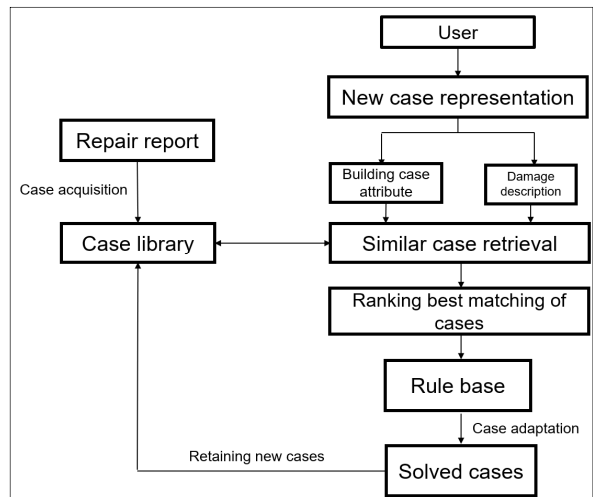 User
New case representation
Repair report
Building case
attribute
Damage
description
Case acquisition
Case library
Similar case retrieval
Ranking best matching of
cases
Rule base
Case adaptation
Retaining new cases
Solved cases